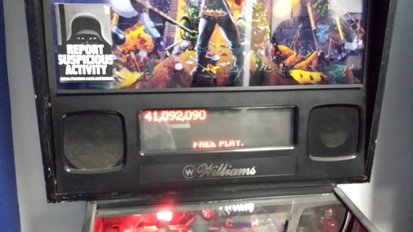 REPORT
SUSPICIOUS
ACTIVITY
41,092,090
FREE PLAY.
W Williams